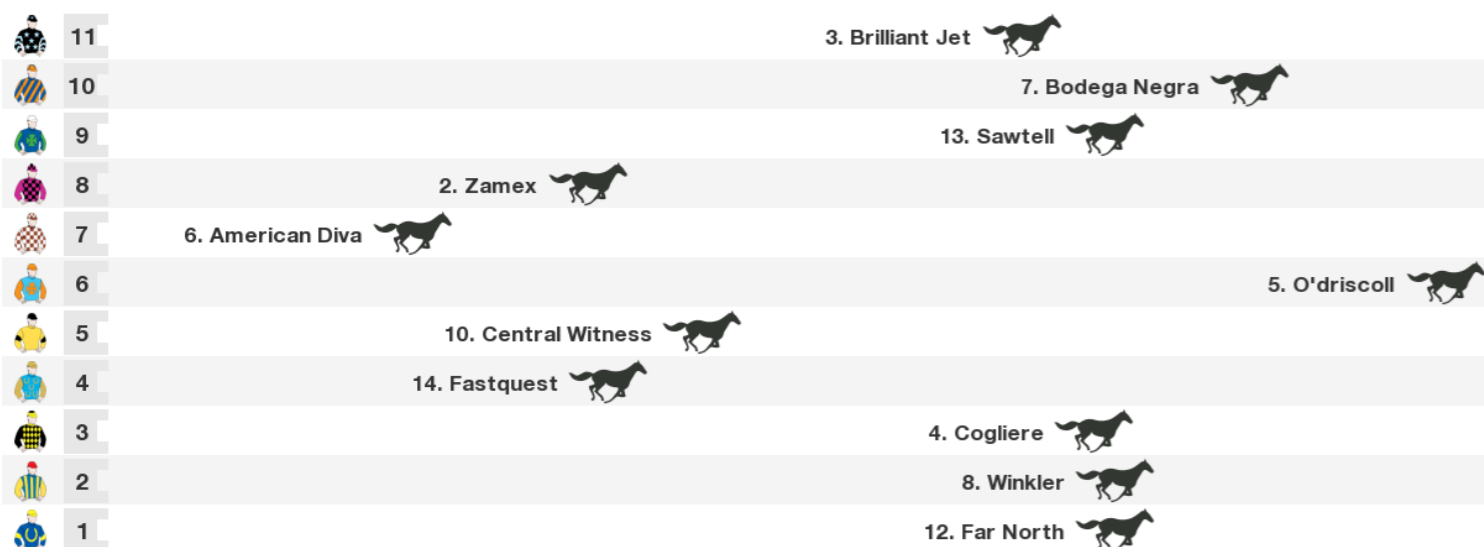 11 3. Brilliant Jet
10 7. Bodega Negra
9 13. Sawtell
8 2. Zamex
7 6. American Diva
6 5. O'driscoll
5 10. Central Witness
4 14. Fastquest
3 4. Cogliere
2 8. Winkler
1 12. Far North